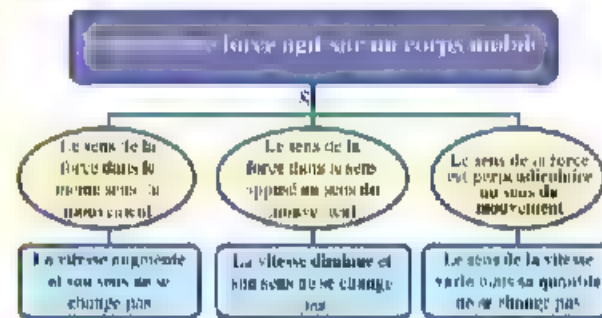 force agit sur un corps mobile
Si
Le sens de la
force dans le
même sens
mouvement
Le sens de la
force dans le sens
opposé au sens du
mouvement
Le sens de la force
est perpendiculaire
au sens du
mouvement
La vitesse augmente
et son sens ne se
change pas
La vitesse diminue et
son sens ne se change
pas
Le sens de la vitesse
varie mais sa quantité
ne se change pas